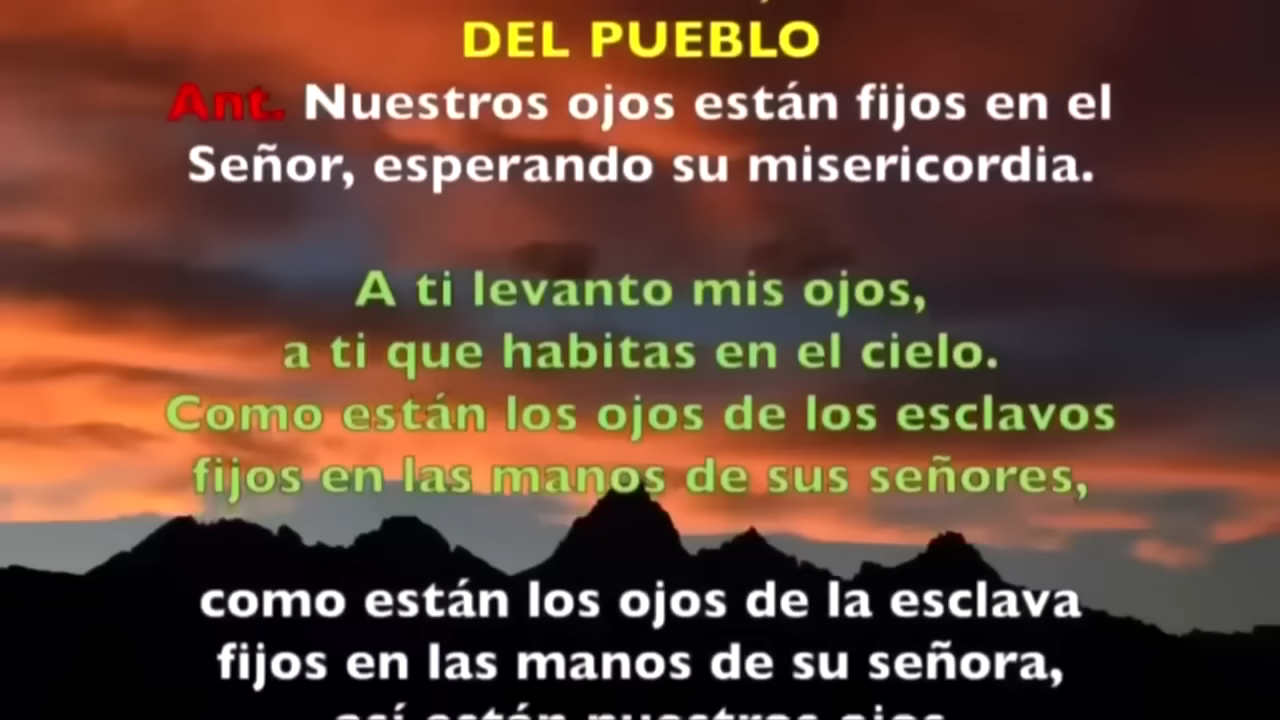 DEL PUEBLO
Ant. Nuestros ojos están fijos en el
Señor, esperando su misericordia.
A ti levanto mis ojos,
a ti que habitas en el cielo.
Como están los ojos de los esclavos
fijos en las manos de sus señores,
como están los ojos de la esclava
fijos en las manos de su señora,
así están nuestros ojos